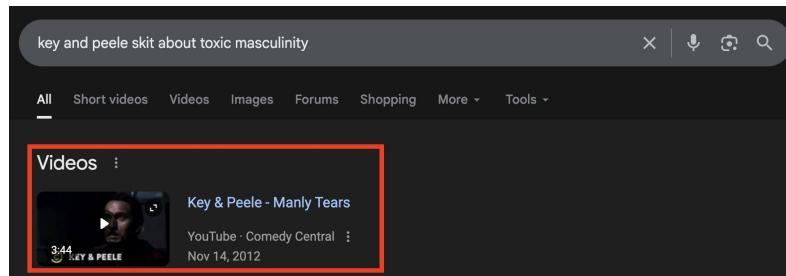 key and peele skit about toxic masculinity
All Short videos Videos Images Forums Shopping More Tools
Videos
Key & Peele - Manly Tears
YouTube · Comedy Central
3:44
KEY & PEELE
Nov 14, 2012